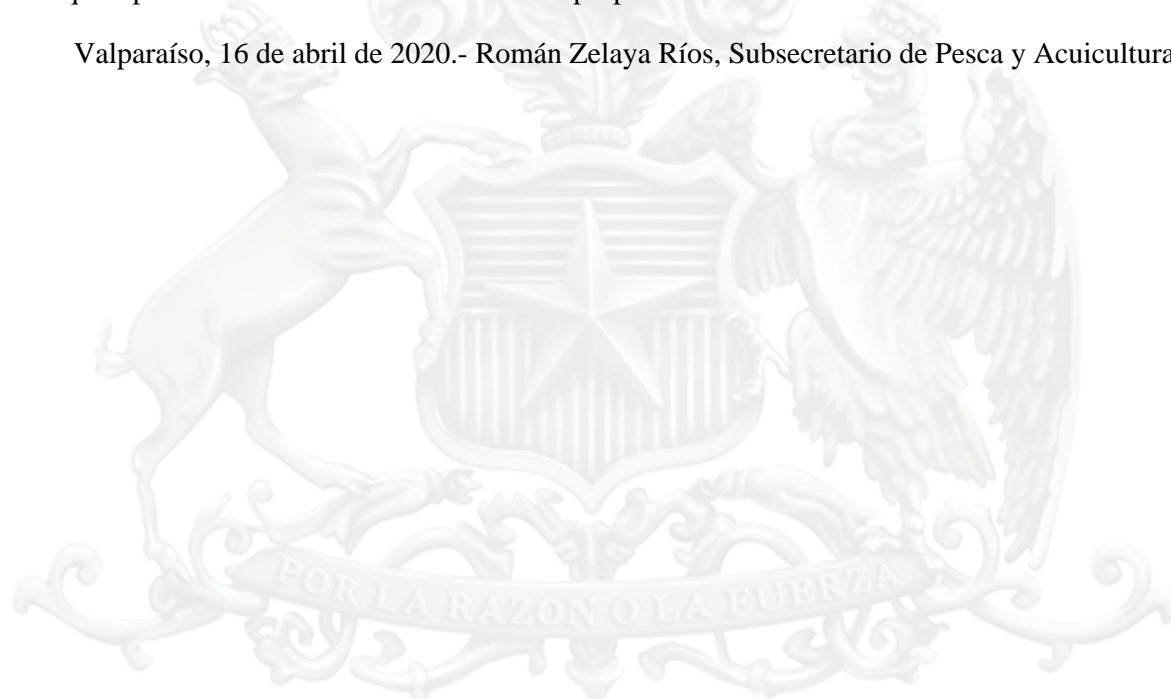 Valparaíso, 16 de abril de 2020.- Román Zelaya Ríos, Subsecretario de Pesca y Acuicultura
POR LA RAZON O LA FUERZA